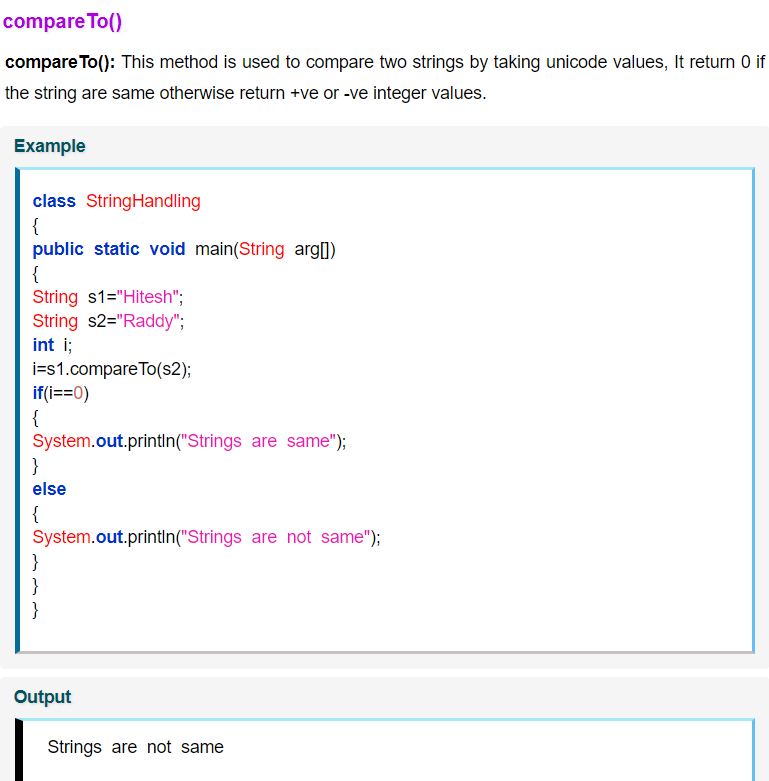 compareTo()
compareTo(): This method is used to compare two strings by taking unicode values, It return 0 if
the string are same otherwise return +ve or -ve integer values.
Example
class StringHandling
{
public static void main(String arg[])
{
String s1="Hitesh";
String s2="Raddy";
int i;
i=s1.compareTo(s2);
if(i==0)
{
System.out.println("Strings are same");
}
else
{
System.out.println("Strings are not same");
}
}
}
Output
Strings are not same